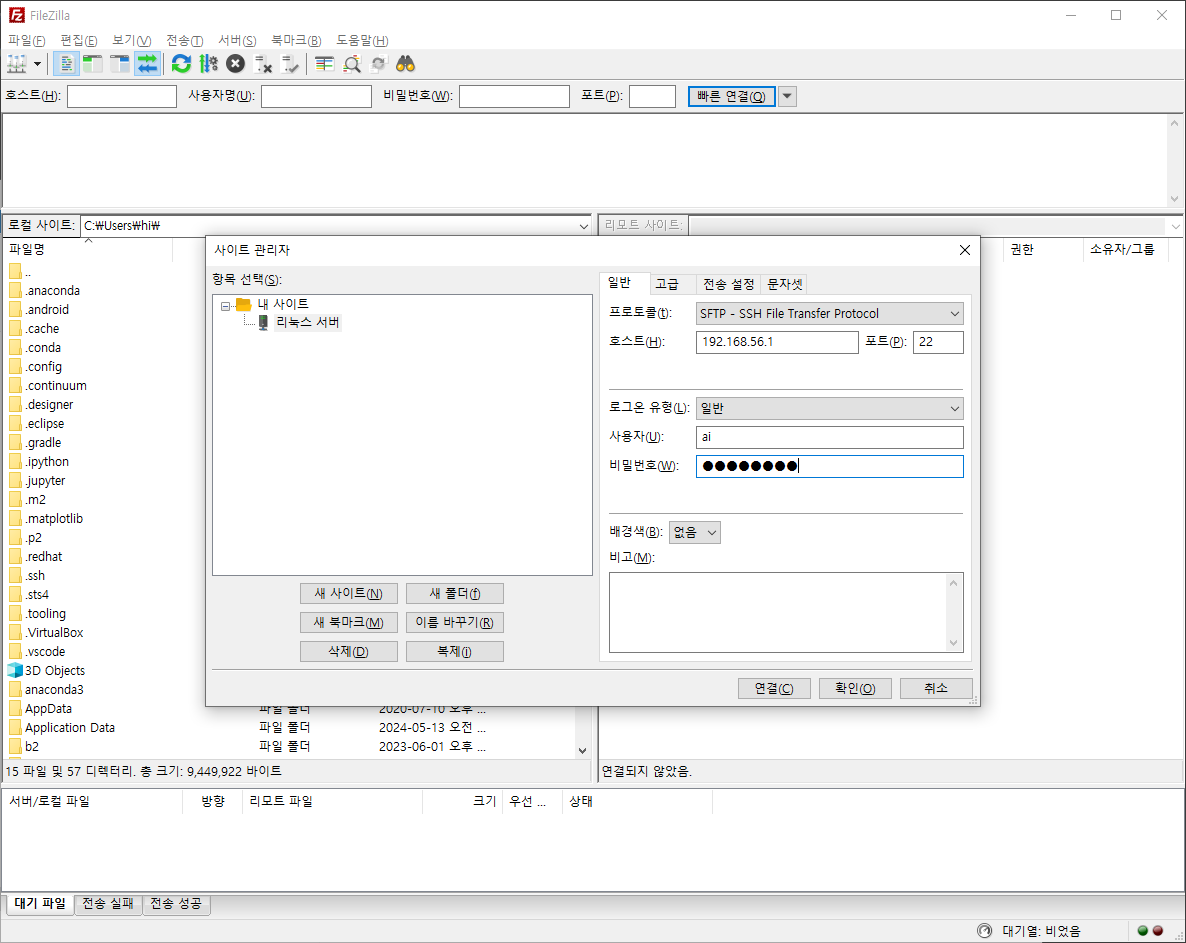 FileZilla
파일(F) 편집(E) 보기(V) 전송(T) 서버(S) 북마크(B) 도움말(H)
호스트(H): 사용자명(U): 비밀번호(W): 포트(P): 빠른 연결(Q)
로컬 사이트: C:₩Users₩hi₩
리모트 사이트:
파일명
권한 소유자/그룹
..
.anaconda
.android
.cache
.conda
.config
.continuum
.designer
.eclipse
.gradle
.ipython
.jupyter
.m2
.matplotlib
.p2
.redhat
.ssh
.sts4
.tooling
.VirtualBox
.vscode
3D Objects
anaconda3
AppData 파일 폴더 2020-07-10 오후 ...
Application Data 파일 폴더 2024-05-13 오전 ...
b2 파일 폴더 2023-06-01 오후 ...
15 파일 및 57 디렉터리. 총 크기: 9,449,922 바이트
사이트 관리자
항목 선택(S):
내 사이트
리눅스 서버
새 사이트(N) 새 폴더(f)
새 북마크(M) 이름 바꾸기(R)
삭제(D) 복제(I)
일반 고급 전송 설정 문자셋
프로토콜(t): SFTP - SSH File Transfer Protocol
호스트(H): 192.168.56.1 포트(P): 22
로그온 유형(L): 일반
사용자(U): ai
비밀번호(W): ●●●●●●●●
배경색(B): 없음
비고(M):
연결(C) 확인(O) 취소
연결되지 않았음.
서버/로컬 파일 방향 리모트 파일 크기 우선 ... 상태
대기 파일 전송 실패 전송 성공
대기열: 비었음